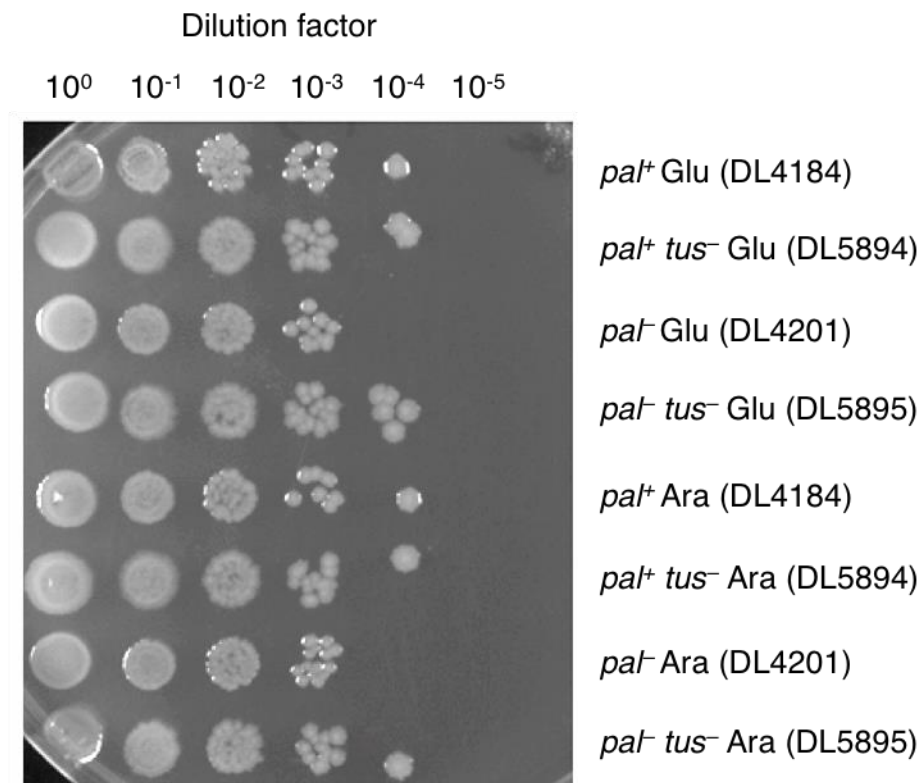 Dilution factor
10⁰ 10⁻¹ 10⁻² 10⁻³ 10⁻⁴ 10⁻⁵
pal⁺ Glu (DL4184)
pal⁺ tus⁻ Glu (DL5894)
pal⁻ Glu (DL4201)
pal⁻ tus⁻ Glu (DL5895)
pal⁺ Ara (DL4184)
pal⁺ tus⁻ Ara (DL5894)
pal⁻ Ara (DL4201)
pal⁻ tus⁻ Ara (DL5895)